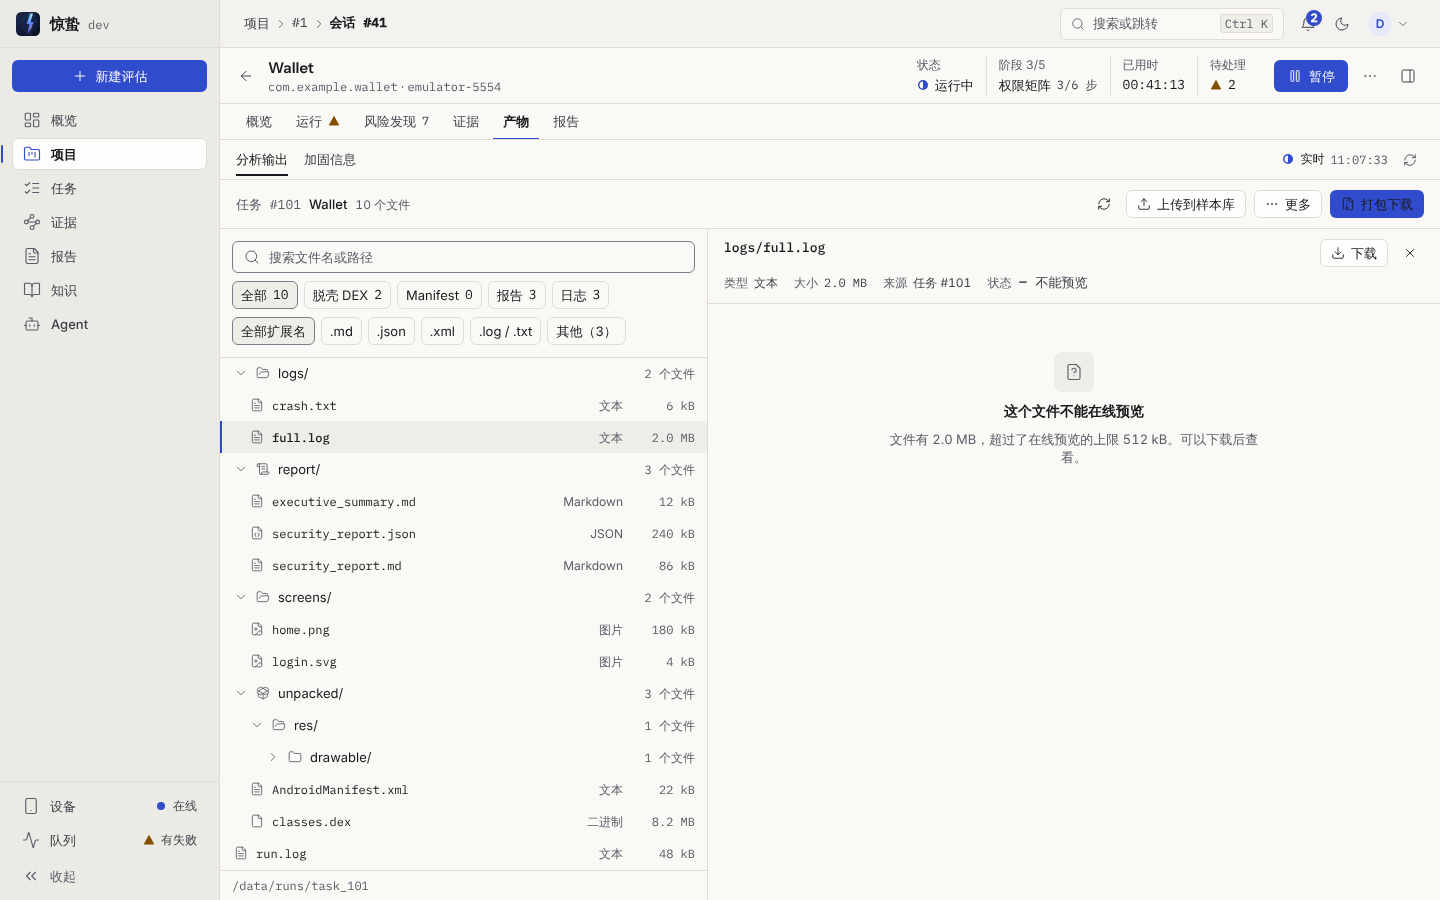 惊蛰 dev
项目 > #1 > 会话 #41
搜索或跳转 Ctrl K
2
D
新建评估
概览
项目
任务
证据
报告
知识
Agent
设备 在线
队列 有失败
收起
Wallet
com.example.wallet · emulator-5554
状态
运行中
阶段 3/5
权限矩阵 3/6 步
已用时
00:41:13
待处理
2
暂停
概览 运行 风险发现 7 证据 产物 报告
分析输出 加固信息
实时 11:07:33
任务 #101 Wallet 10 个文件
上传到样本库
更多
打包下载
搜索文件名或路径
全部 10 脱壳 DEX 2 Manifest 0 报告 3 日志 3
全部扩展名 .md .json .xml .log / .txt 其他（3）
logs/ 2 个文件
crash.txt 文本 6 kB
full.log 文本 2.0 MB
report/ 3 个文件
executive_summary.md Markdown 12 kB
security_report.json JSON 240 kB
security_report.md Markdown 86 kB
screens/ 2 个文件
home.png 图片 180 kB
login.svg 图片 4 kB
unpacked/ 3 个文件
res/ 1 个文件
drawable/ 1 个文件
AndroidManifest.xml 文本 22 kB
classes.dex 二进制 8.2 MB
run.log 文本 48 kB
/data/runs/task_101
logs/full.log
下载
类型 文本 大小 2.0 MB 来源 任务 #101 状态 – 不能预览
这个文件不能在线预览
文件有 2.0 MB，超过了在线预览的上限 512 kB。可以下载后查
看。